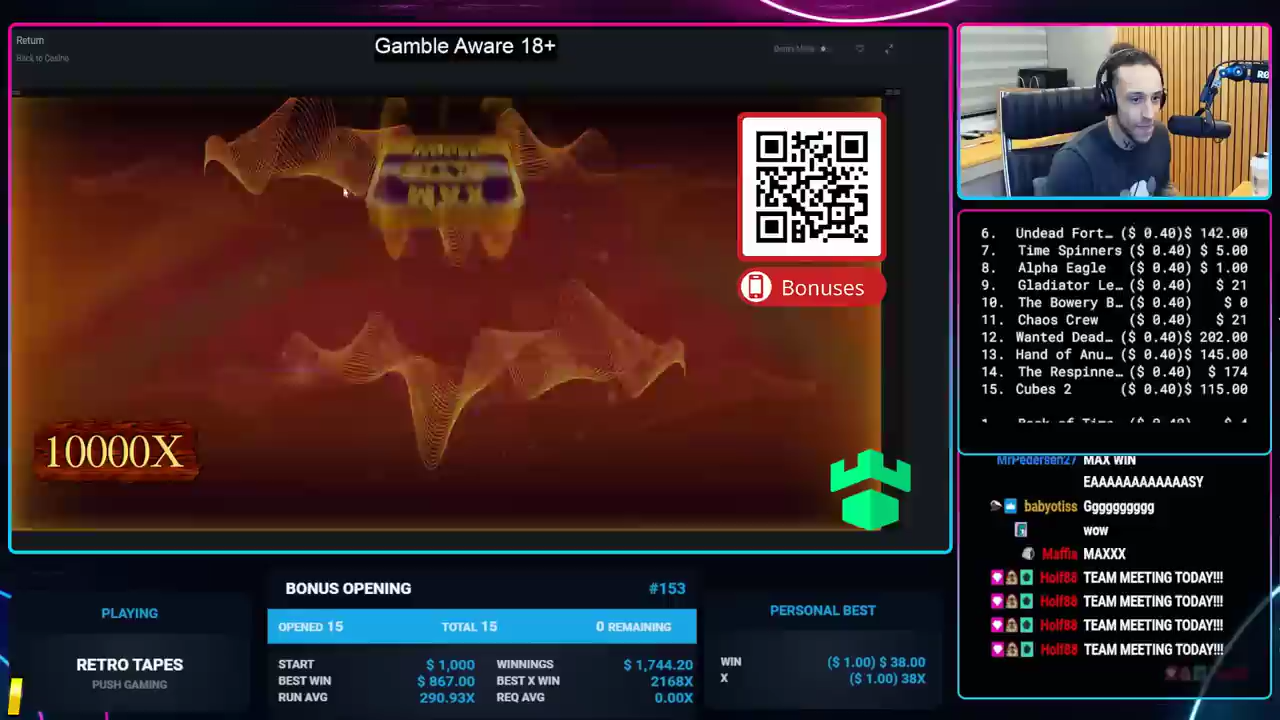 Return
Back to Casino
Gamble Aware 18+
Bonuses
10000X
6. Undead Fort… ($ 0.40)$ 142.00
7. Time Spinners ($ 0.40)$ 5.00
8. Alpha Eagle ($ 0.40)$ 1.00
9. Gladiator Le… ($ 0.40) $ 21
10. The Bowery B… ($ 0.40) $ 0
11. Chaos Crew ($ 0.40) $ 21
12. Wanted Dead… ($ 0.40)$ 202.00
13. Hand of Anu… ($ 0.40)$ 145.00
14. The Respinne… ($ 0.40) $ 174
15. Cubes 2 ($ 0.40)$ 115.00
MrPedersen27 MAX WIN
EAAAAAAAAAAAASY
babyotiss Gggggggggg
wow
Maffia MAXXX
Holf88 TEAM MEETING TODAY!!!
Holf88 TEAM MEETING TODAY!!!
Holf88 TEAM MEETING TODAY!!!
Holf88 TEAM MEETING TODAY!!!
PLAYING
RETRO TAPES
PUSH GAMING
BONUS OPENING #153
OPENED 15 TOTAL 15 0 REMAINING
START $ 1,000 WINNINGS $ 1,744.20
BEST WIN $ 867.00 BEST X WIN 2168X
RUN AVG 290.93X REQ AVG 0.00X
PERSONAL BEST
WIN ($ 1.00) $ 38.00
X ($ 1.00) 38X